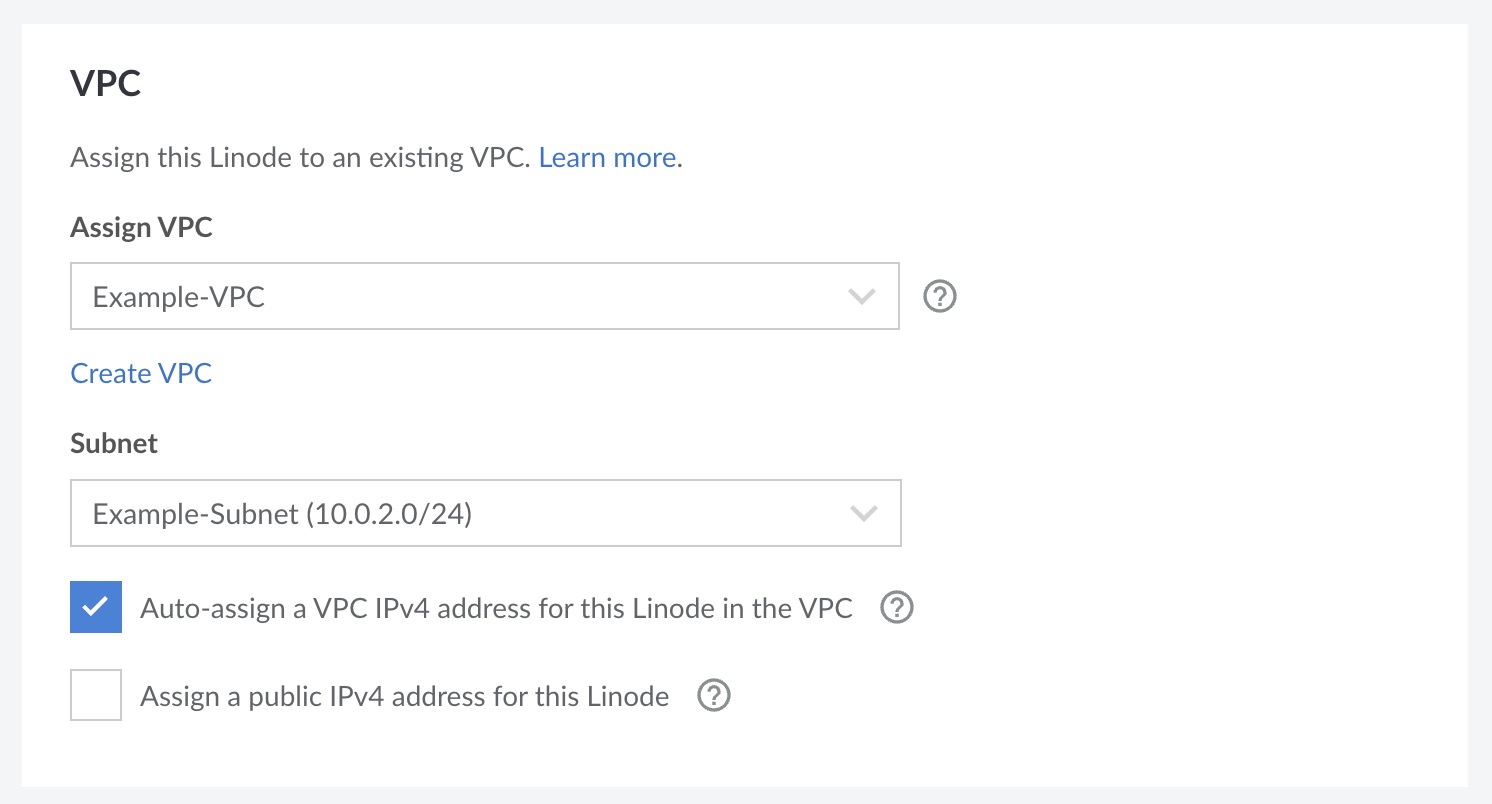 VPC
Assign this Linode to an existing VPC. Learn more.
Assign VPC
Example-VPC
Create VPC
Subnet
Example-Subnet (10.0.2.0/24)
Auto-assign a VPC IPv4 address for this Linode in the VPC
Assign a public IPv4 address for this Linode